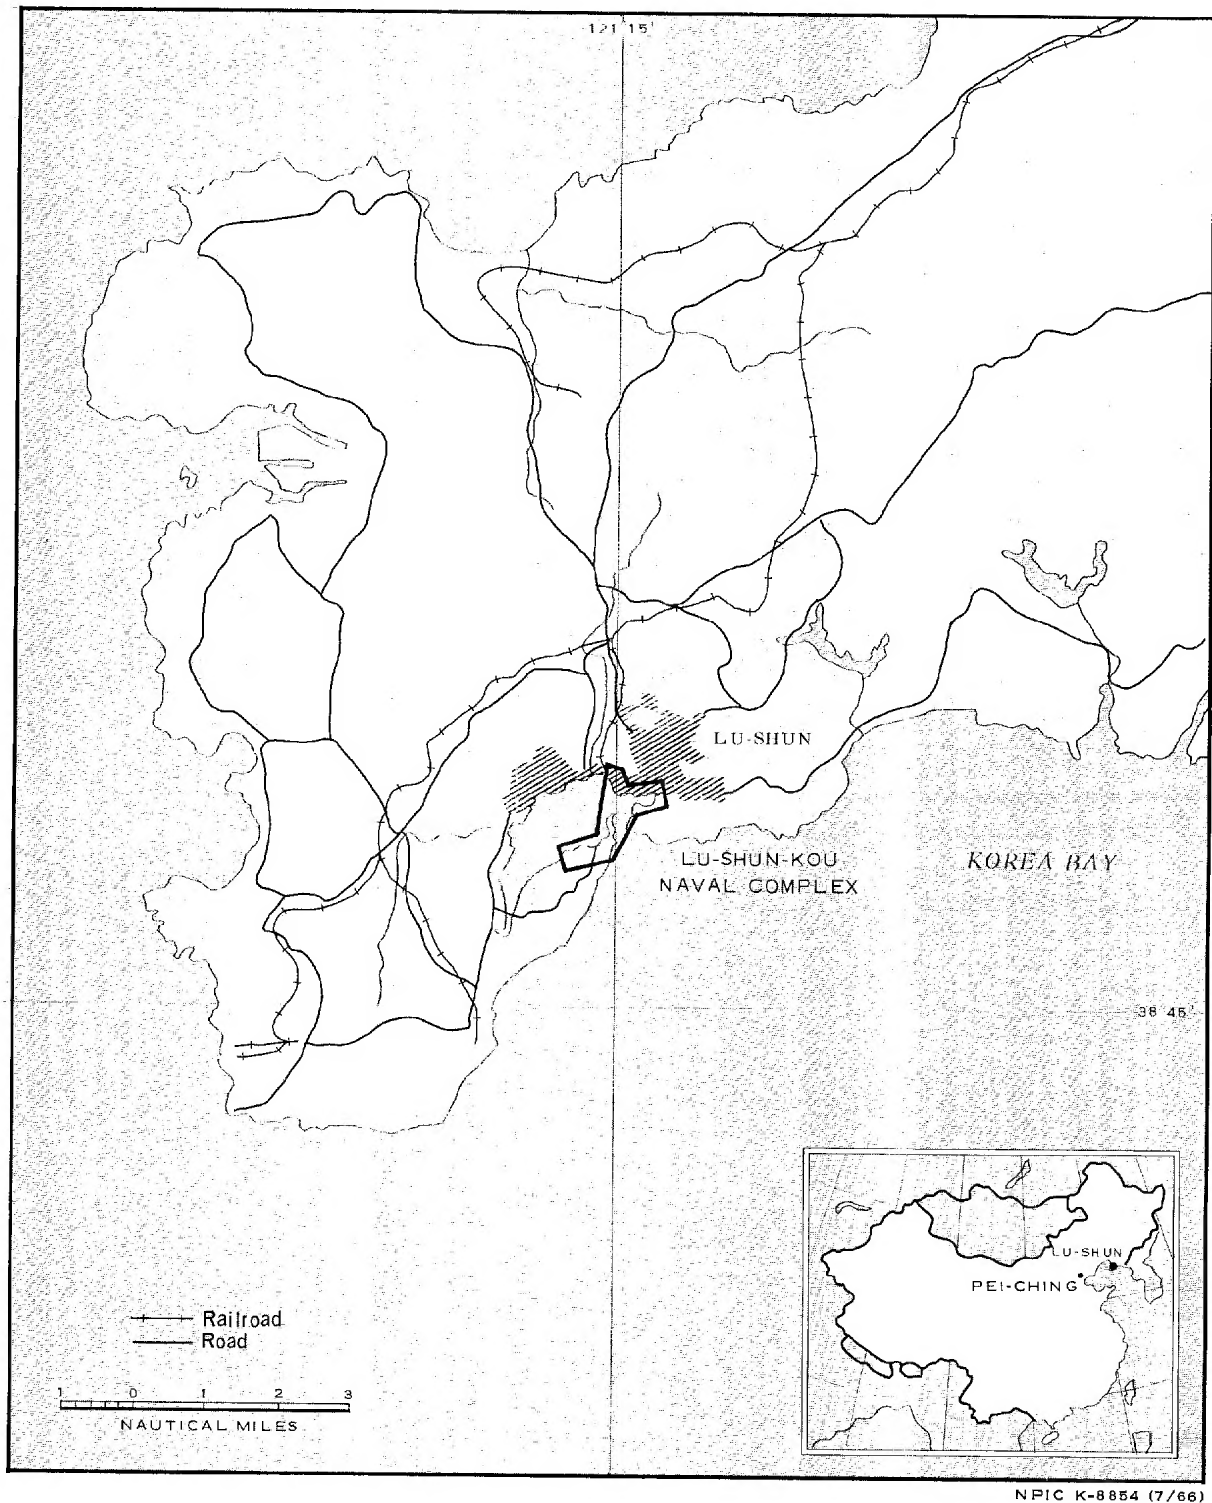 121 15'
LU-SHUN
LU-SHUN-KOU
NAVAL COMPLEX
KOREA BAY
38 45'
LU-SHUN
PEI-CHING
Railroad
Road
1 0 1 2 3
NAUTICAL MILES
NPIC K-8854 (7/66)